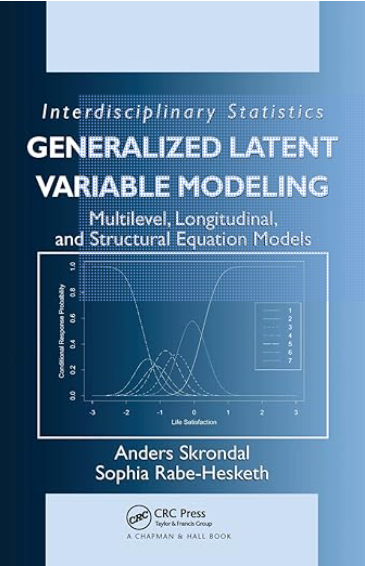 Interdisciplinary Statistics
GENERALIZED LATENT
VARIABLE MODELING
Multilevel, Longitudinal,
and Structural Equation Models
Conditional Response Probability
1.0
0.8
0.6
0.4
0.2
0.0
1
2
3
4
5
6
7
-3 -2 -1 0 1 2 3
Life Satisfaction
Anders Skrondal
Sophia Rabe-Hesketh
CRC CRC Press
Taylor & Francis Group
A CHAPMAN & HALL BOOK